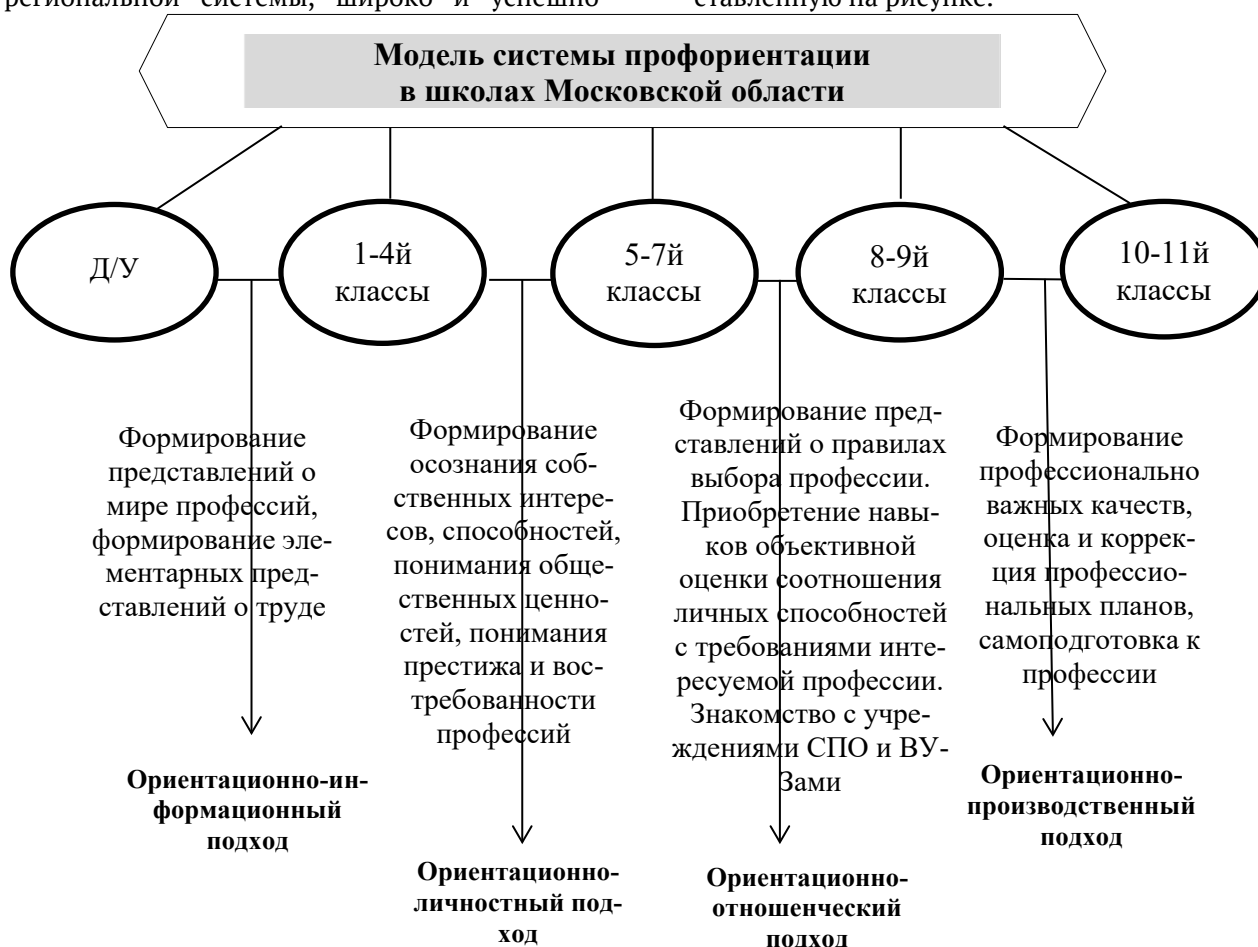 региональной системы, широко и успешно
ставленную на рисунке.
Модель системы профориентации
в школах Московской области
Д/У
1-4й
классы
5-7й
классы
8-9й
классы
10-11й
классы
Формирование
представлений о
мире профессий,
формирование эле-
ментарных пред-
ставлений о труде
Формирование
осознания соб-
ственных интере-
сов, способностей,
понимания обще-
ственных ценно-
стей, понимания
престижа и вос-
требованности
профессий
Формирование пред-
ставлений о правилах
выбора профессии.
Приобретение навы-
ков объективной
оценки соотношения
личных способностей
с требованиями инте-
ресуемой профессии.
Знакомство с учре-
ждениями СПО и ВУ-
Зами
Формирование
профессионально
важных качеств,
оценка и коррек-
ция профессио-
нальных планов,
самоподготовка к
профессии
Ориентационно-ин-
формационный
подход
Ориентационно-
личностный под-
ход
Ориентационно-
отношенческий
подход
Ориентационно-
производственный
подход